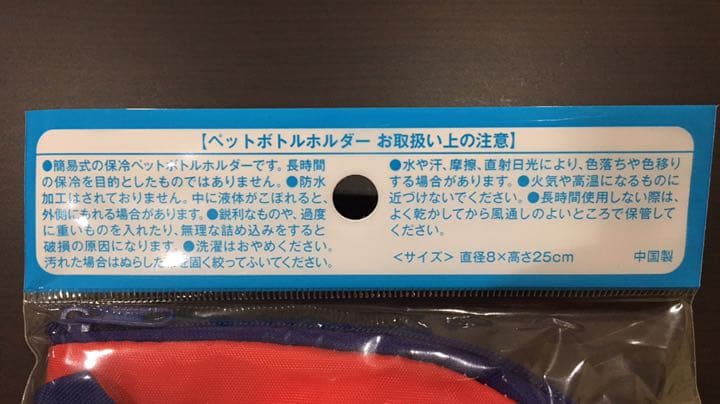 【ペットボトルホルダー お取扱い上の注意】
●簡易式の保冷ペットボトルホルダーです。長時間
の保冷を目的としたものではありません。●防水
加工はされておりません。中に液体がこぼれると、
外側にもれる場合があります。●鋭利なものや、過度
に重いものを入れたり、無理な詰め込みをすると
破損の原因になります。●洗濯はおやめください。
汚れた場合はぬらした を固く絞ってふいてください。
●水や汗、摩擦、直射日光により、色落ちや色移り
する場合があります。●火気や高温になるものに
近づけないでください。●長時間使用しない際は、
よく乾かしてから風通しのよいところで保管して
ください。
＜サイズ＞ 直径8×高さ25cm
中国製